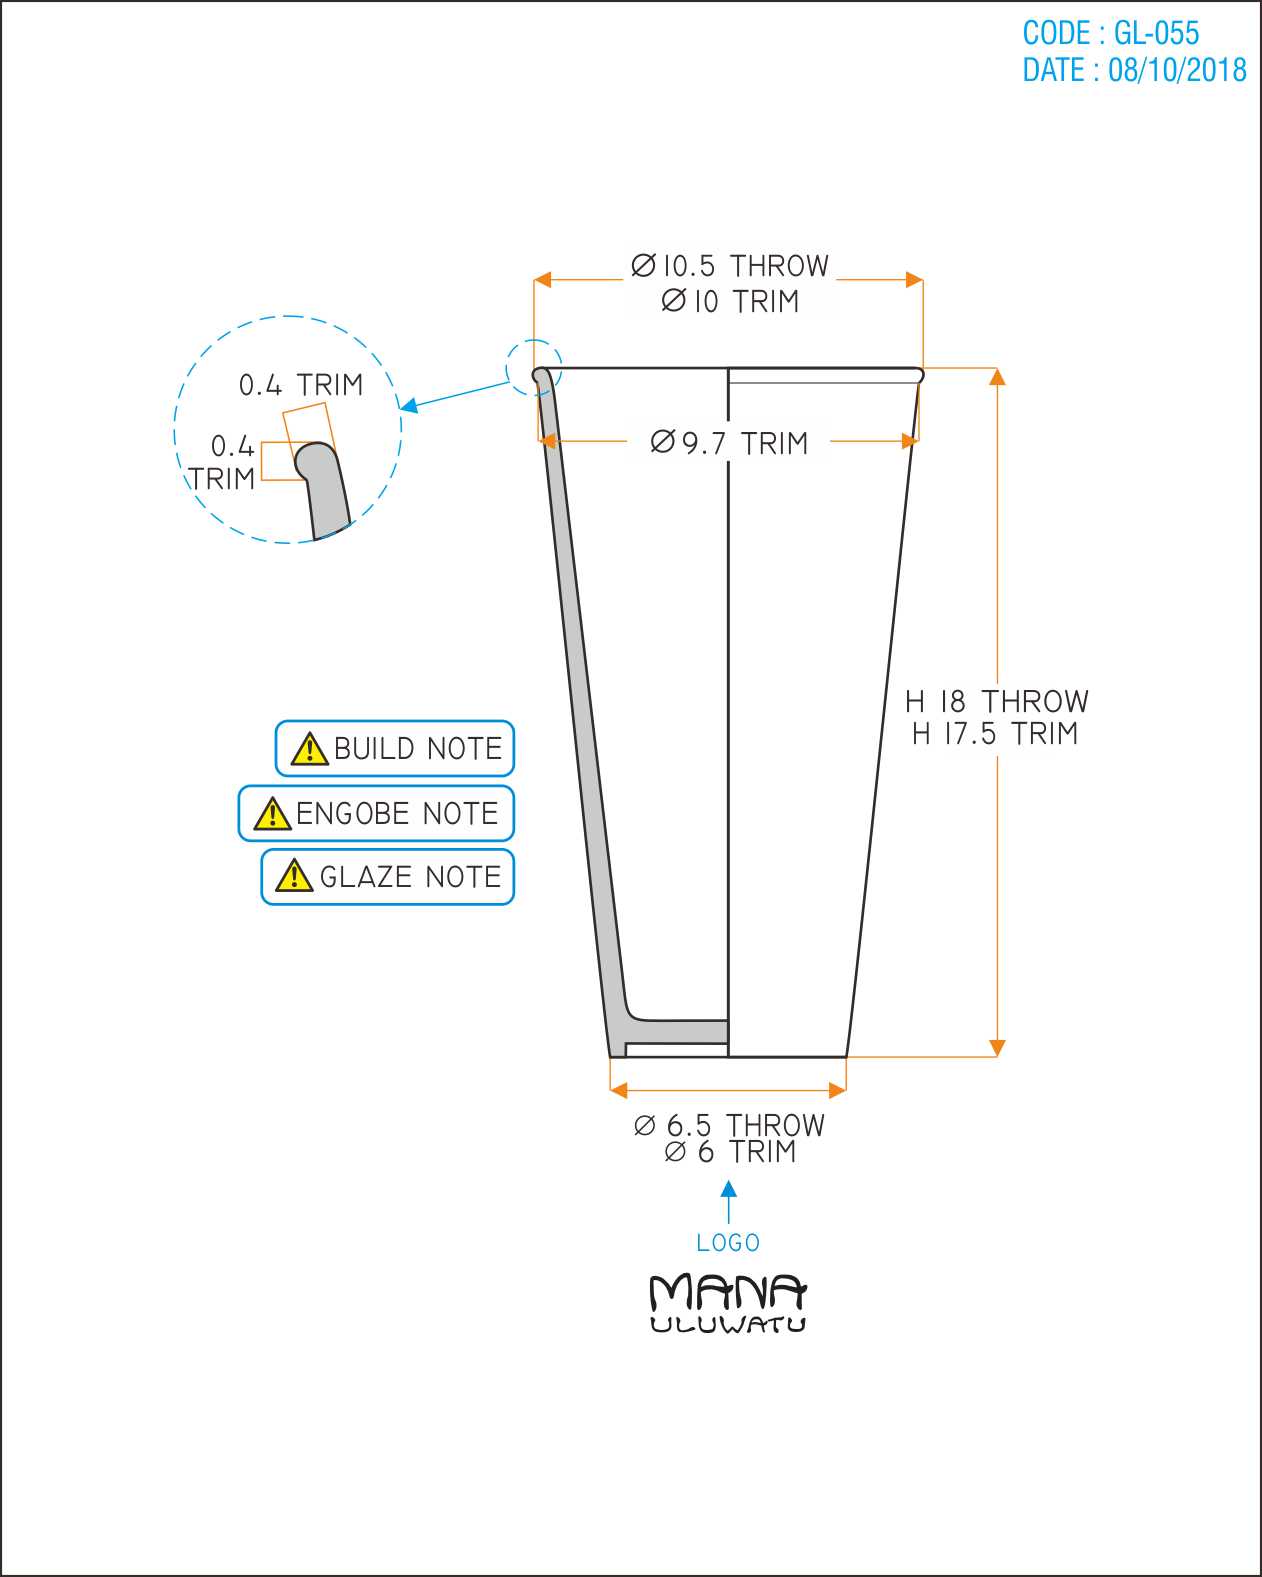 CODE : GL-055
DATE : 08/10/2018
Ø 10.5 THROW
Ø 10 TRIM
0.4 TRIM
0.4
TRIM
Ø 9.7 TRIM
H 18 THROW
H 17.5 TRIM
BUILD NOTE
ENGOBE NOTE
GLAZE NOTE
Ø 6.5 THROW
Ø 6 TRIM
LOGO
MANA
ULUWATU